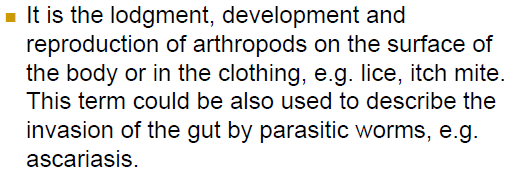 It is the lodgment, development and
reproduction of arthropods on the surface of
the body or in the clothing, e.g. lice, itch mite.
This term could be also used to describe the
invasion of the gut by parasitic worms, e.g.
ascariasis.